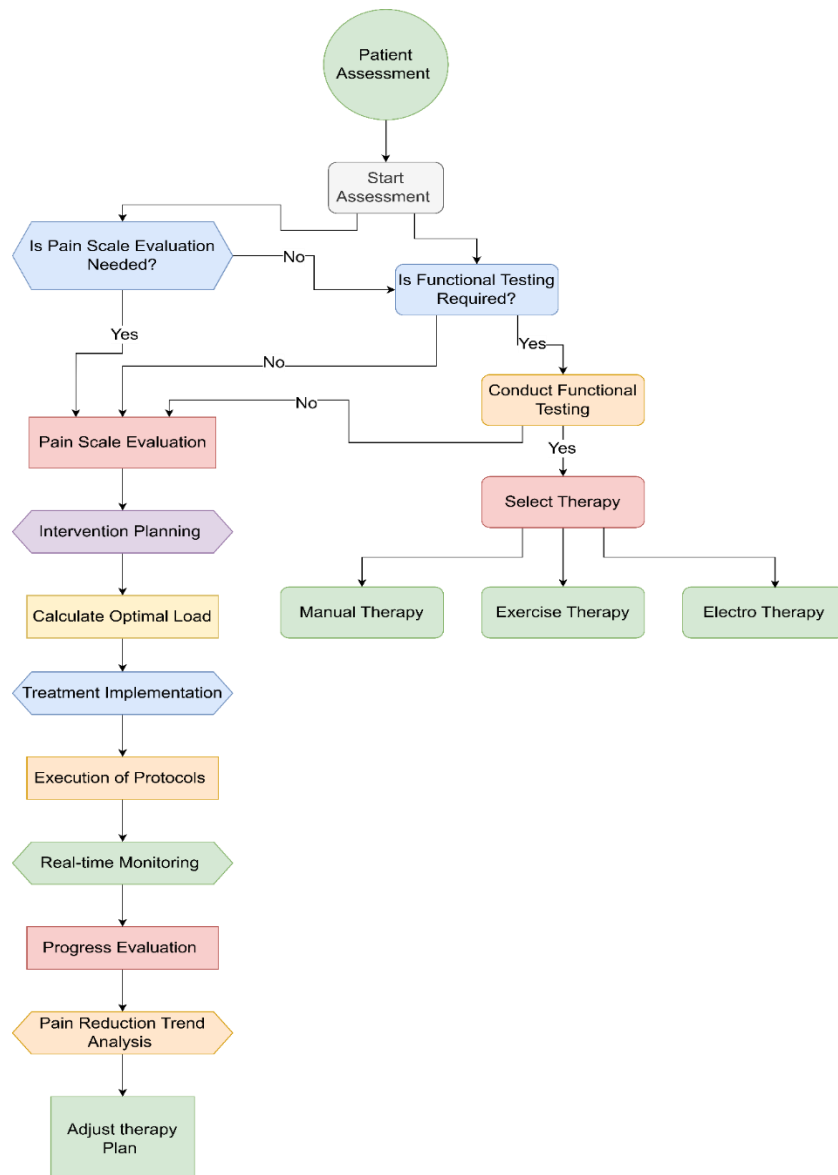 Patient
Assessment
Start
Assessment
Is Pain Scale Evaluation
Needed?
No
Is Functional Testing
Required?
Yes
No
Yes
Conduct Functional
Testing
No
Yes
Pain Scale Evaluation
Select Therapy
Intervention Planning
Manual Therapy
Exercise Therapy
Electro Therapy
Calculate Optimal Load
Treatment Implementation
Execution of Protocols
Real-time Monitoring
Progress Evaluation
Pain Reduction Trend
Analysis
Adjust therapy
Plan